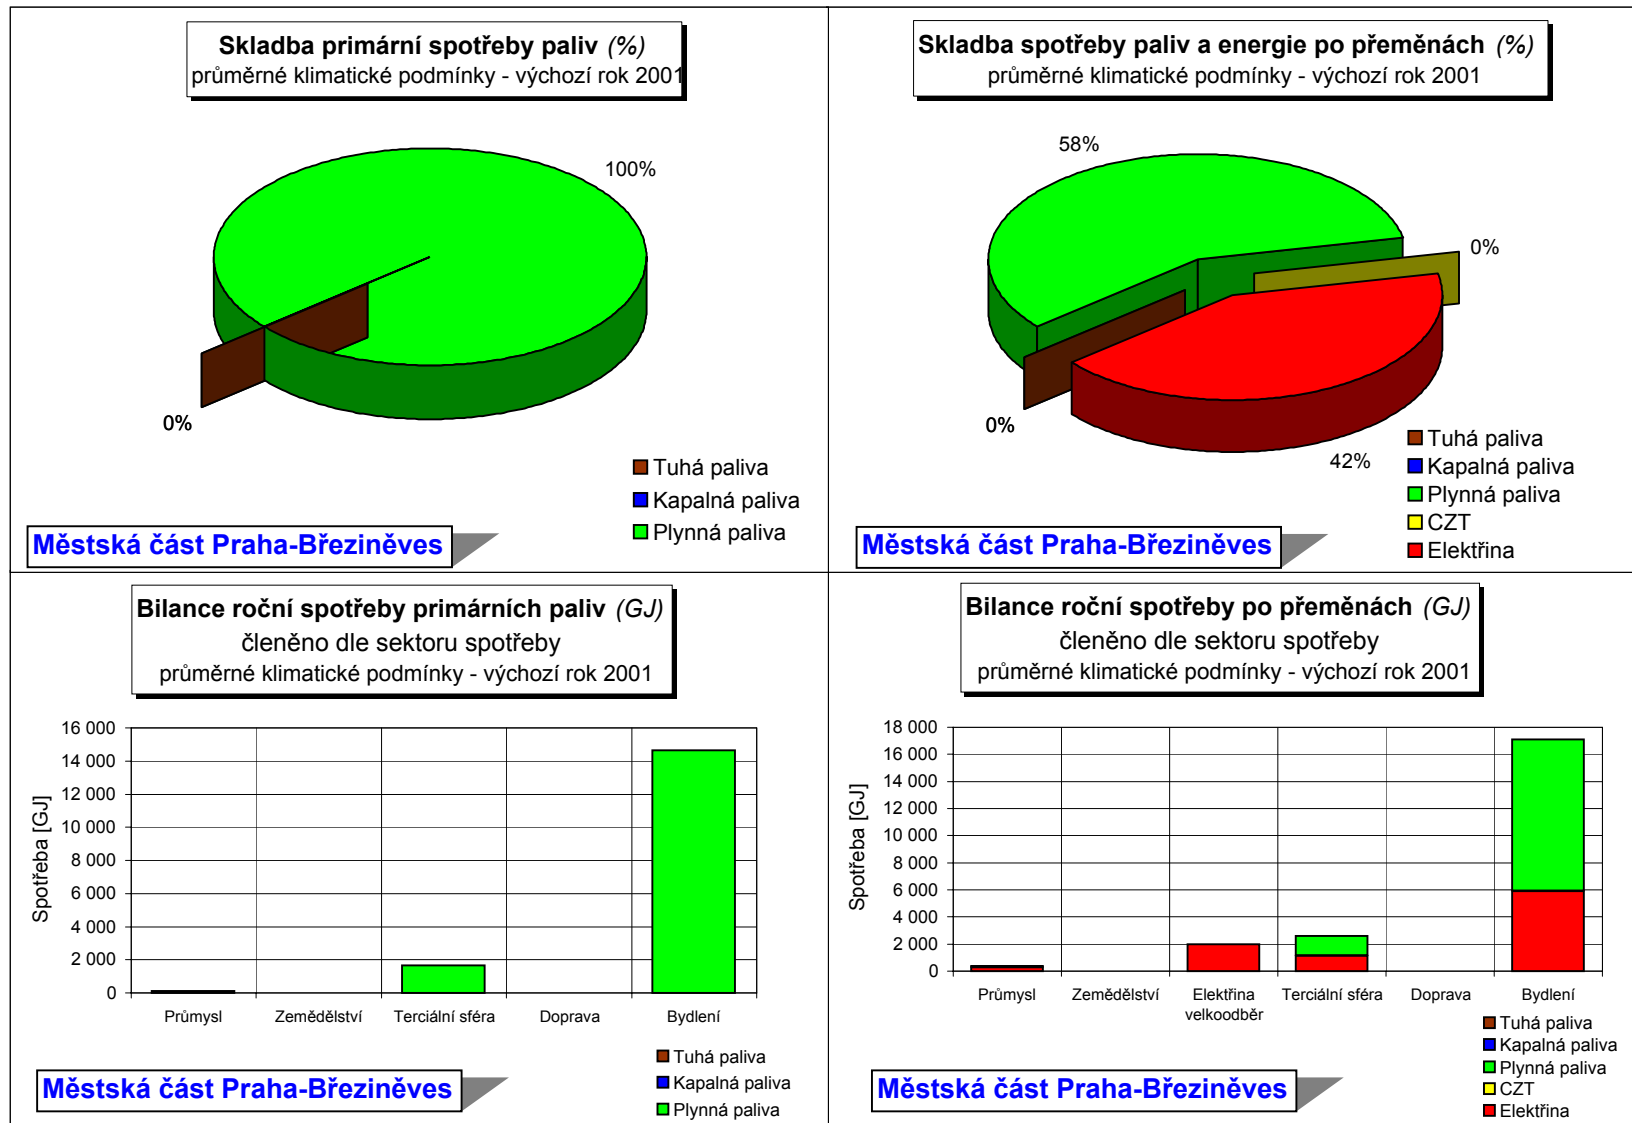 Skladba primární spotřeby paliv (%)
průměrné klimatické podmínky - výchozí rok 2001
100%
0%
Tuhá paliva
Kapalná paliva
Plynná paliva
Městská část Praha-Březiněves
Skladba spotřeby paliv a energie po přeměnách (%)
průměrné klimatické podmínky - výchozí rok 2001
58%
0%
0%
42%
Tuhá paliva
Kapalná paliva
Plynná paliva
CZT
Elektřina
Městská část Praha-Březiněves
Bilance roční spotřeby primárních paliv (GJ)
členěno dle sektoru spotřeby
průměrné klimatické podmínky - výchozí rok 2001
Spotřeba [GJ]
16 000
14 000
12 000
10 000
8 000
6 000
4 000
2 000
0
Průmysl Zemědělství Terciální sféra Doprava Bydlení
Tuhá paliva
Kapalná paliva
Plynná paliva
Městská část Praha-Březiněves
Bilance roční spotřeby po přeměnách (GJ)
členěno dle sektoru spotřeby
průměrné klimatické podmínky - výchozí rok 2001
Spotřeba [GJ]
18 000
16 000
14 000
12 000
10 000
8 000
6 000
4 000
2 000
0
Průmysl Zemědělství Elektřina Terciální sféra Doprava Bydlení
velkoodběr
Tuhá paliva
Kapalná paliva
Plynná paliva
CZT
Elektřina
Městská část Praha-Březiněves